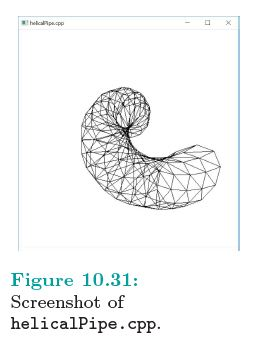 helicalPipe.cpp
Figure 10.31:
Screenshot of
helicalPipe.cpp.